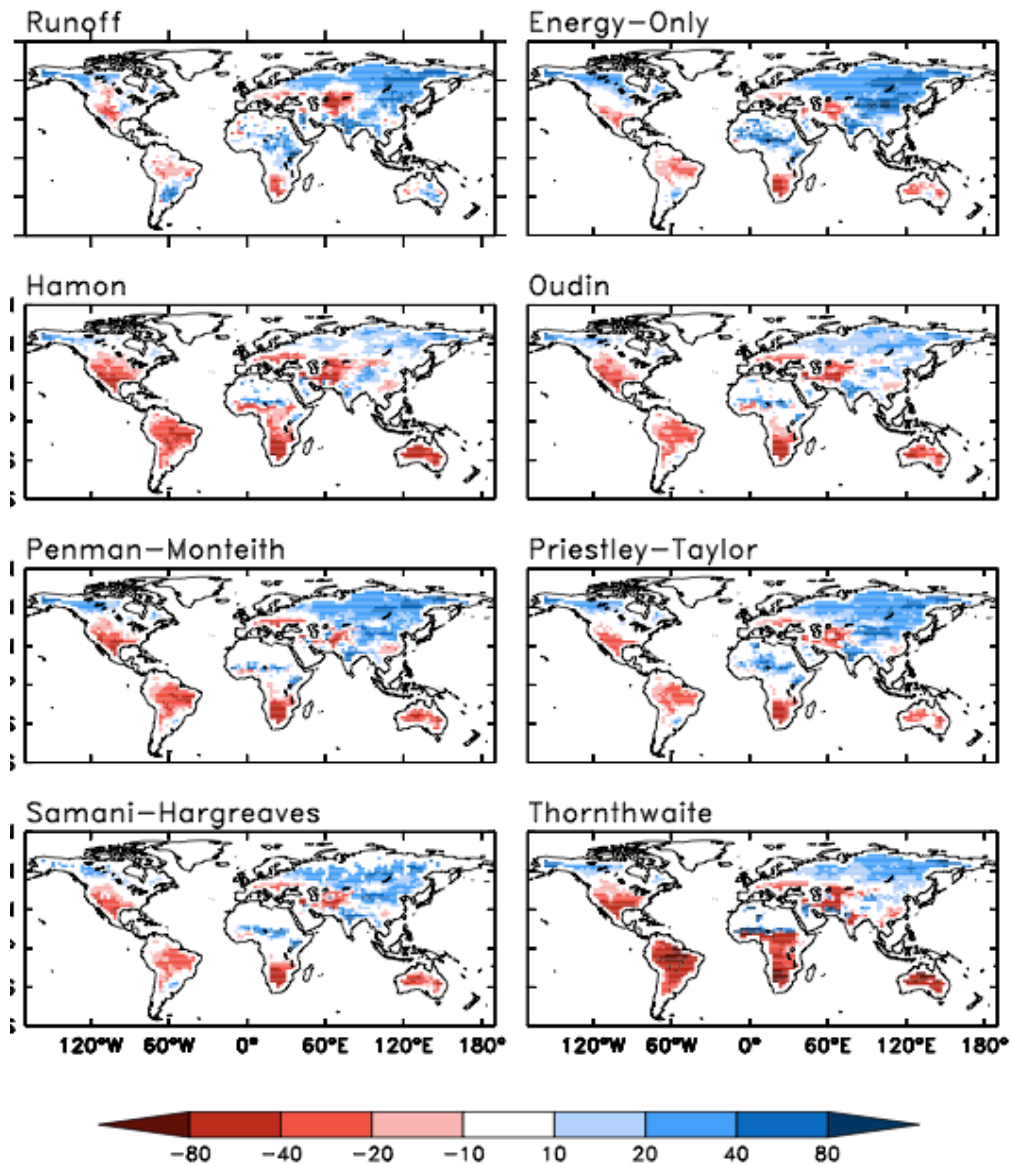 Runoff Energy−Only
Hamon Oudin
Penman−Monteith Priestley−Taylor
Samani−Hargreaves Thornthwaite
120°W 60°W 0° 60°E 120°E 180° 120°W 60°W 0° 60°E 120°E 180°
−80 −40 −20 −10 10 20 40 80